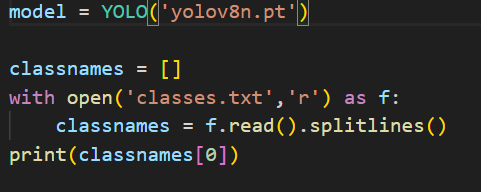 model = YOLO('yolov8n.pt')
classnames = []
with open('classes.txt','r') as f:
    classnames = f.read().splitlines()
print(classnames[0])